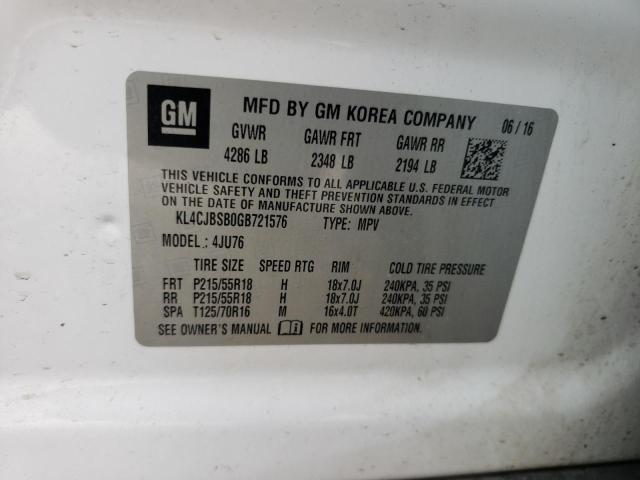 GM MFD BY GM KOREA COMPANY 06 / 16
GVWR GAWR FRT GAWR RR
4286 LB 2348 LB 2194 LB
THIS VEHICLE CONFORMS TO ALL APPLICABLE U.S. FEDERAL MOTOR
VEHICLE SAFETY AND THEFT PREVENTION STANDARDS IN EFFECT
ON THE DATE OF MANUFACTURE SHOWN ABOVE.
KL4CJBSB0GB721576 TYPE: MPV
MODEL: 4JU76
TIRE SIZE SPEED RTG RIM COLD TIRE PRESSURE
FRT P215/55R18 H 18x7.0J 240KPA, 35 PSI
RR P215/55R18 H 18x7.0J 240KPA, 35 PSI
SPA T125/70R16 M 16x4.0T 420KPA, 60 PSI
SEE OWNER'S MANUAL FOR MORE INFORMATION.